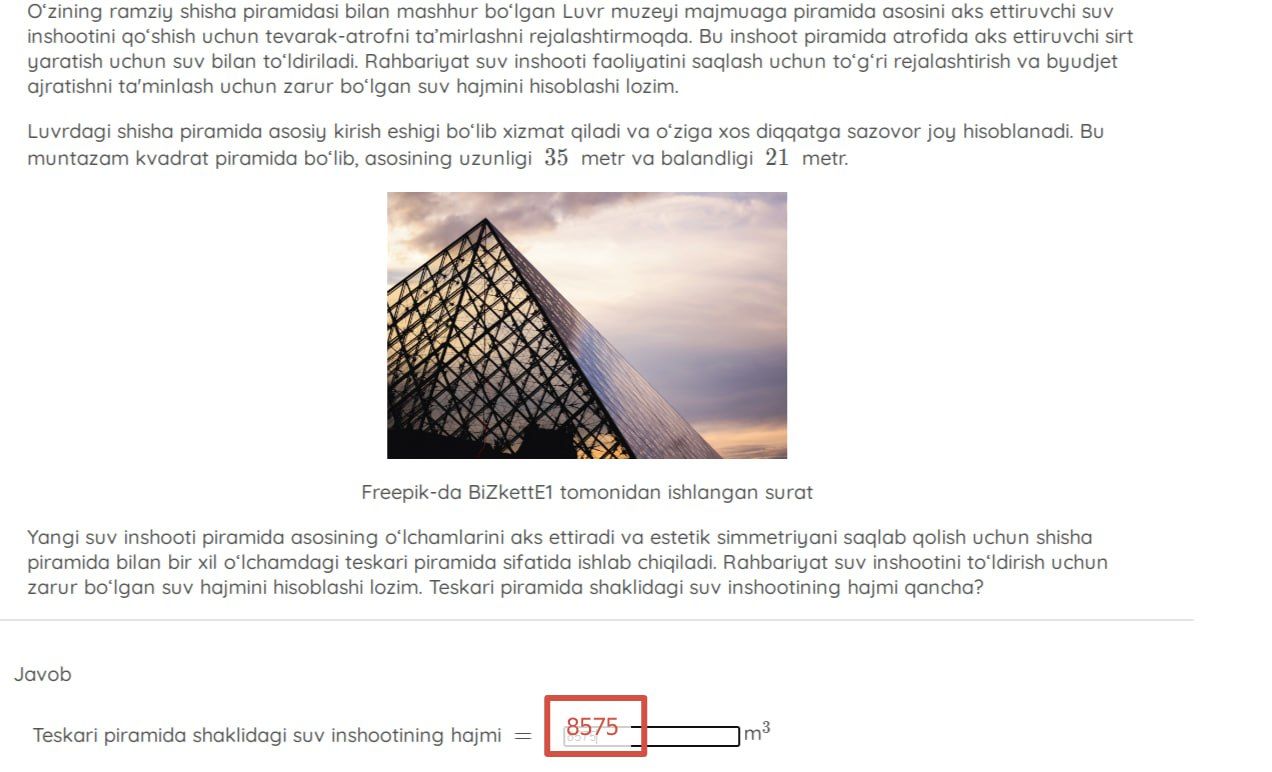 O‘zining ramziy shisha piramidasi bilan mashhur bo‘lgan Luvr muzeyi majmuaga piramida asosini aks ettiruvchi suv
inshootini qo‘shish uchun tevarak-atrofni ta’mirlashni rejalashtirmoqda. Bu inshoot piramida atrofida aks ettiruvchi sirt
yaratish uchun suv bilan to‘ldiriladi. Rahbariyat suv inshooti faoliyatini saqlash uchun to‘g‘ri rejalashtirish va byudjet
ajratishni ta'minlash uchun zarur bo‘lgan suv hajmini hisoblashi lozim.
Luvrdagi shisha piramida asosiy kirish eshigi bo‘lib xizmat qiladi va o‘ziga xos diqqatga sazovor joy hisoblanadi. Bu
muntazam kvadrat piramida bo‘lib, asosining uzunligi 35 metr va balandligi 21 metr.
Freepik-da BiZkettE1 tomonidan ishlangan surat
Yangi suv inshooti piramida asosining o‘lchamlarini aks ettiradi va estetik simmetriyani saqlab qolish uchun shisha
piramida bilan bir xil o‘lchamdagi teskari piramida sifatida ishlab chiqiladi. Rahbariyat suv inshootini to‘ldirish uchun
zarur bo‘lgan suv hajmini hisoblashi lozim. Teskari piramida shaklidagi suv inshootining hajmi qancha?
Javob
Teskari piramida shaklidagi suv inshootining hajmi = 8575 m³
8575